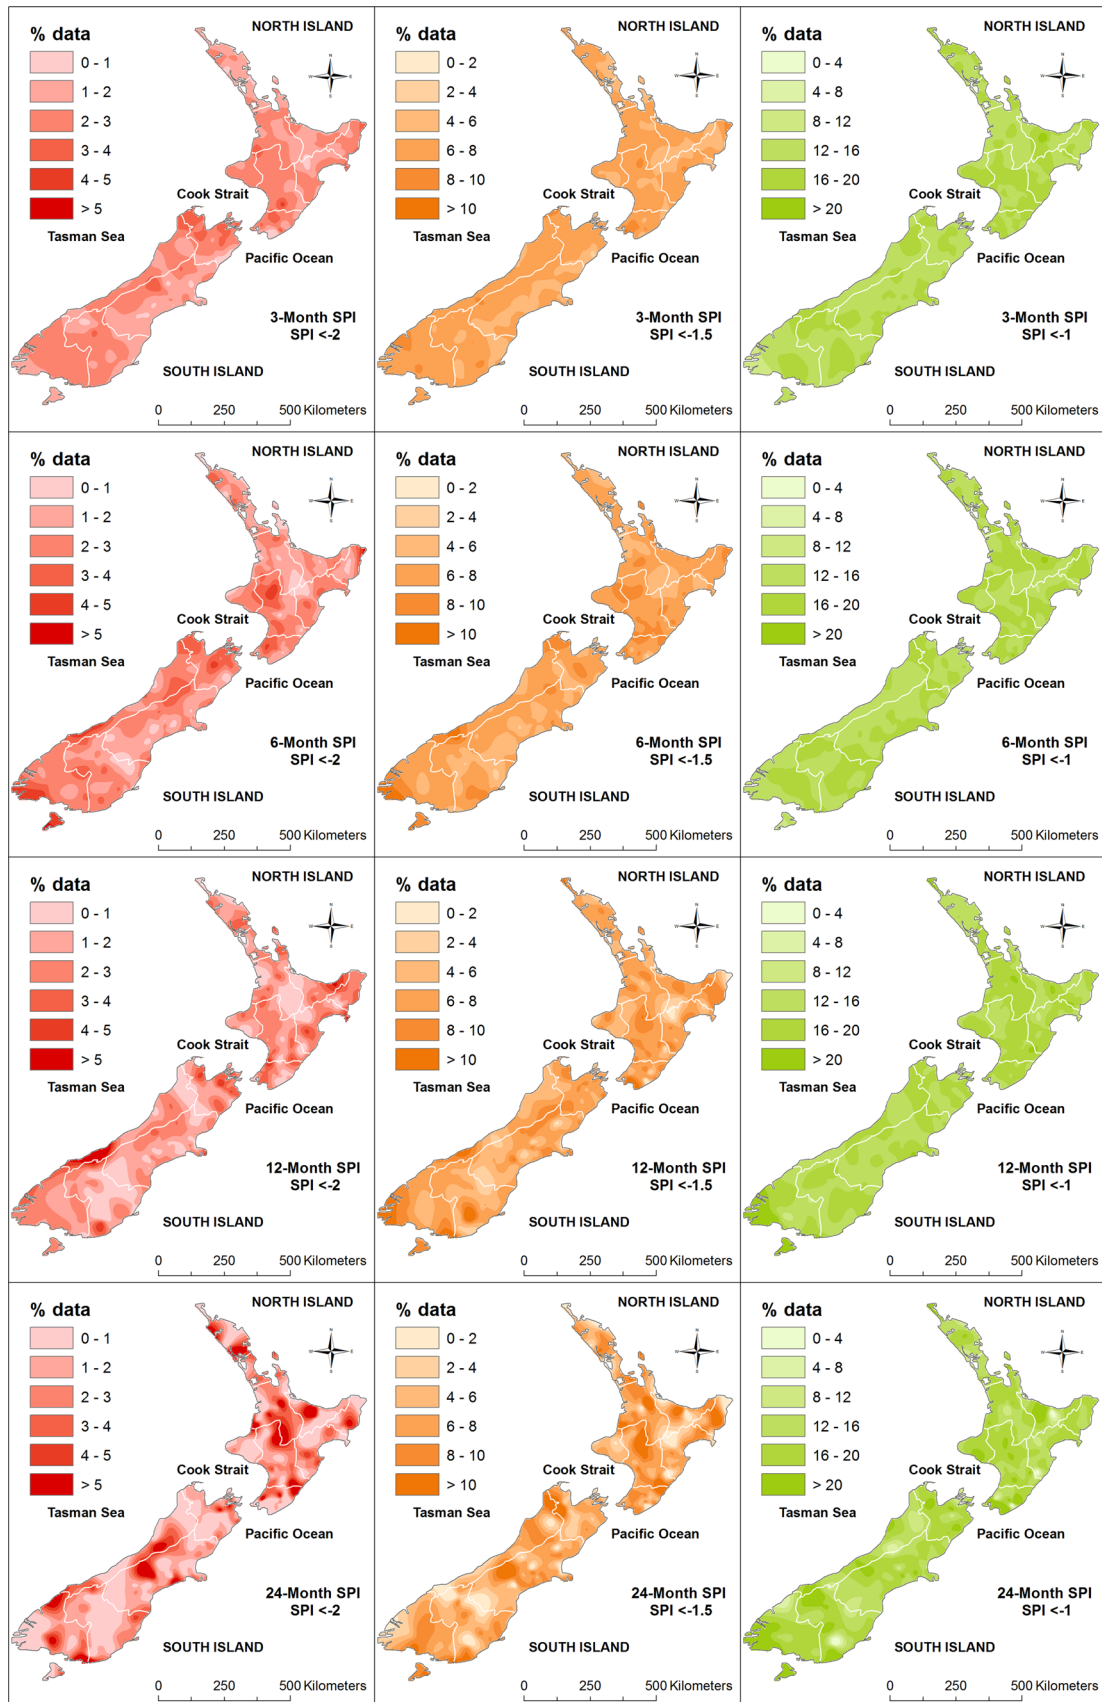 NORTH ISLAND
% data
0 - 1
1 - 2
2 - 3
3 - 4
4 - 5
> 5
N
W
E
S
Cook Strait
Tasman Sea
Pacific Ocean
3-Month SPI
SPI <-2
SOUTH ISLAND
0 250 500 Kilometers
NORTH ISLAND
% data
0 - 2
2 - 4
4 - 6
6 - 8
8 - 10
> 10
N
W
E
S
Cook Strait
Tasman Sea
Pacific Ocean
3-Month SPI
SPI <-1.5
SOUTH ISLAND
0 250 500 Kilometers
NORTH ISLAND
% data
0 - 4
4 - 8
8 - 12
12 - 16
16 - 20
> 20
N
W
E
S
Cook Strait
Tasman Sea
Pacific Ocean
3-Month SPI
SPI <-1
SOUTH ISLAND
0 250 500 Kilometers
NORTH ISLAND
% data
0 - 1
1 - 2
2 - 3
3 - 4
4 - 5
> 5
N
W
E
S
Cook Strait
Tasman Sea
Pacific Ocean
6-Month SPI
SPI <-2
SOUTH ISLAND
0 250 500 Kilometers
NORTH ISLAND
% data
0 - 2
2 - 4
4 - 6
6 - 8
8 - 10
> 10
N
W
E
S
Cook Strait
Tasman Sea
Pacific Ocean
6-Month SPI
SPI <-1.5
SOUTH ISLAND
0 250 500 Kilometers
NORTH ISLAND
% data
0 - 4
4 - 8
8 - 12
12 - 16
16 - 20
> 20
N
W
E
S
Cook Strait
Tasman Sea
Pacific Ocean
6-Month SPI
SPI <-1
SOUTH ISLAND
0 250 500 Kilometers
NORTH ISLAND
% data
0 - 1
1 - 2
2 - 3
3 - 4
4 - 5
> 5
N
W
E
S
Cook Strait
Tasman Sea
Pacific Ocean
12-Month SPI
SPI <-2
SOUTH ISLAND
0 250 500 Kilometers
NORTH ISLAND
% data
0 - 2
2 - 4
4 - 6
6 - 8
8 - 10
> 10
N
W
E
S
Cook Strait
Tasman Sea
Pacific Ocean
12-Month SPI
SPI <-1.5
SOUTH ISLAND
0 250 500 Kilometers
NORTH ISLAND
% data
0 - 4
4 - 8
8 - 12
12 - 16
16 - 20
> 20
N
W
E
S
Cook Strait
Tasman Sea
Pacific Ocean
12-Month SPI
SPI <-1
SOUTH ISLAND
0 250 500 Kilometers
NORTH ISLAND
% data
0 - 1
1 - 2
2 - 3
3 - 4
4 - 5
> 5
N
W
E
S
Cook Strait
Tasman Sea
Pacific Ocean
24-Month SPI
SPI <-2
SOUTH ISLAND
0 250 500 Kilometers
NORTH ISLAND
% data
0 - 2
2 - 4
4 - 6
6 - 8
8 - 10
> 10
N
W
E
S
Cook Strait
Tasman Sea
Pacific Ocean
24-Month SPI
SPI <-1.5
SOUTH ISLAND
0 250 500 Kilometers
NORTH ISLAND
% data
0 - 4
4 - 8
8 - 12
12 - 16
16 - 20
> 20
N
W
E
S
Cook Strait
Tasman Sea
Pacific Ocean
24-Month SPI
SPI <-1
SOUTH ISLAND
0 250 500 Kilometers